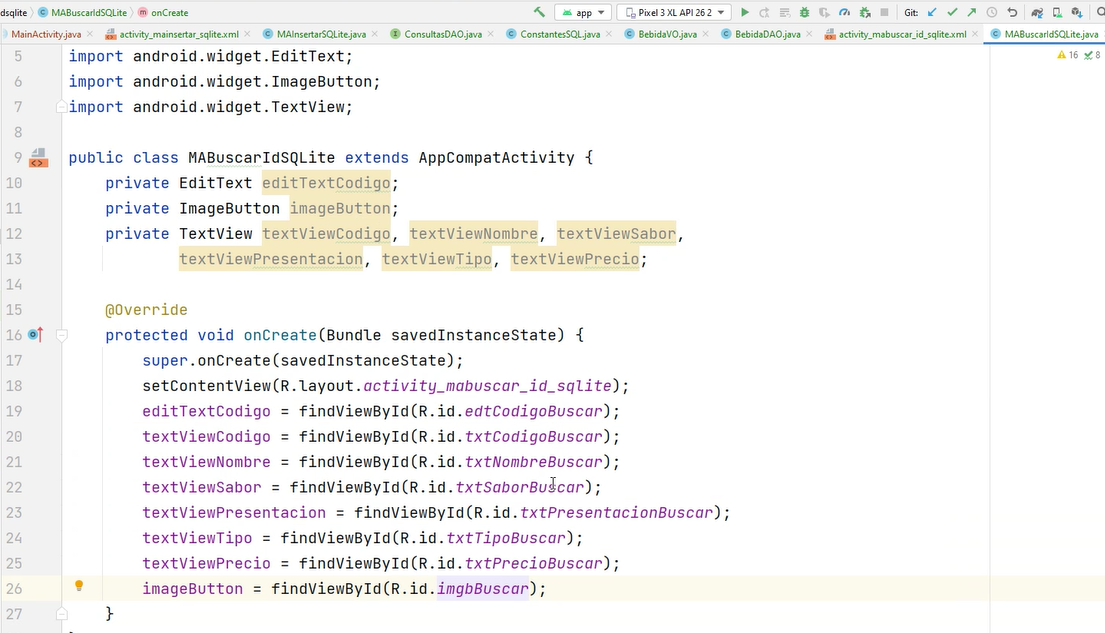 dsqlite MABuscarIdSQLite onCreate app Pixel 3 XL API 26 2 Git:
MainActivity.java activity_mainsertar_sqlite.xml MAInsertarSQLite.java ConsultasDAO.java ConstantesSQL.java BebidaVO.java BebidaDAO.java activity_mabuscar_id_sqlite.xml MABuscarIdSQLite.java
5 import android.widget.EditText; 16 8
6 import android.widget.ImageButton;
7 import android.widget.TextView;
8
9 public class MABuscarIdSQLite extends AppCompatActivity {
10 private EditText editTextCodigo;
11 private ImageButton imageButton;
12 private TextView textViewCodigo, textViewNombre, textViewSabor,
13 textViewPresentacion, textViewTipo, textViewPrecio;
14
15 @Override
16 protected void onCreate(Bundle savedInstanceState) {
17 super.onCreate(savedInstanceState);
18 setContentView(R.layout.activity_mabuscar_id_sqlite);
19 editTextCodigo = findViewById(R.id.edtCodigoBuscar);
20 textViewCodigo = findViewById(R.id.txtCodigoBuscar);
21 textViewNombre = findViewById(R.id.txtNombreBuscar);
22 textViewSabor = findViewById(R.id.txtSaborBuscar);
23 textViewPresentacion = findViewById(R.id.txtPresentacionBuscar);
24 textViewTipo = findViewById(R.id.txtTipoBuscar);
25 textViewPrecio = findViewById(R.id.txtPrecioBuscar);
26 imageButton = findViewById(R.id.imgbBuscar);
27 }